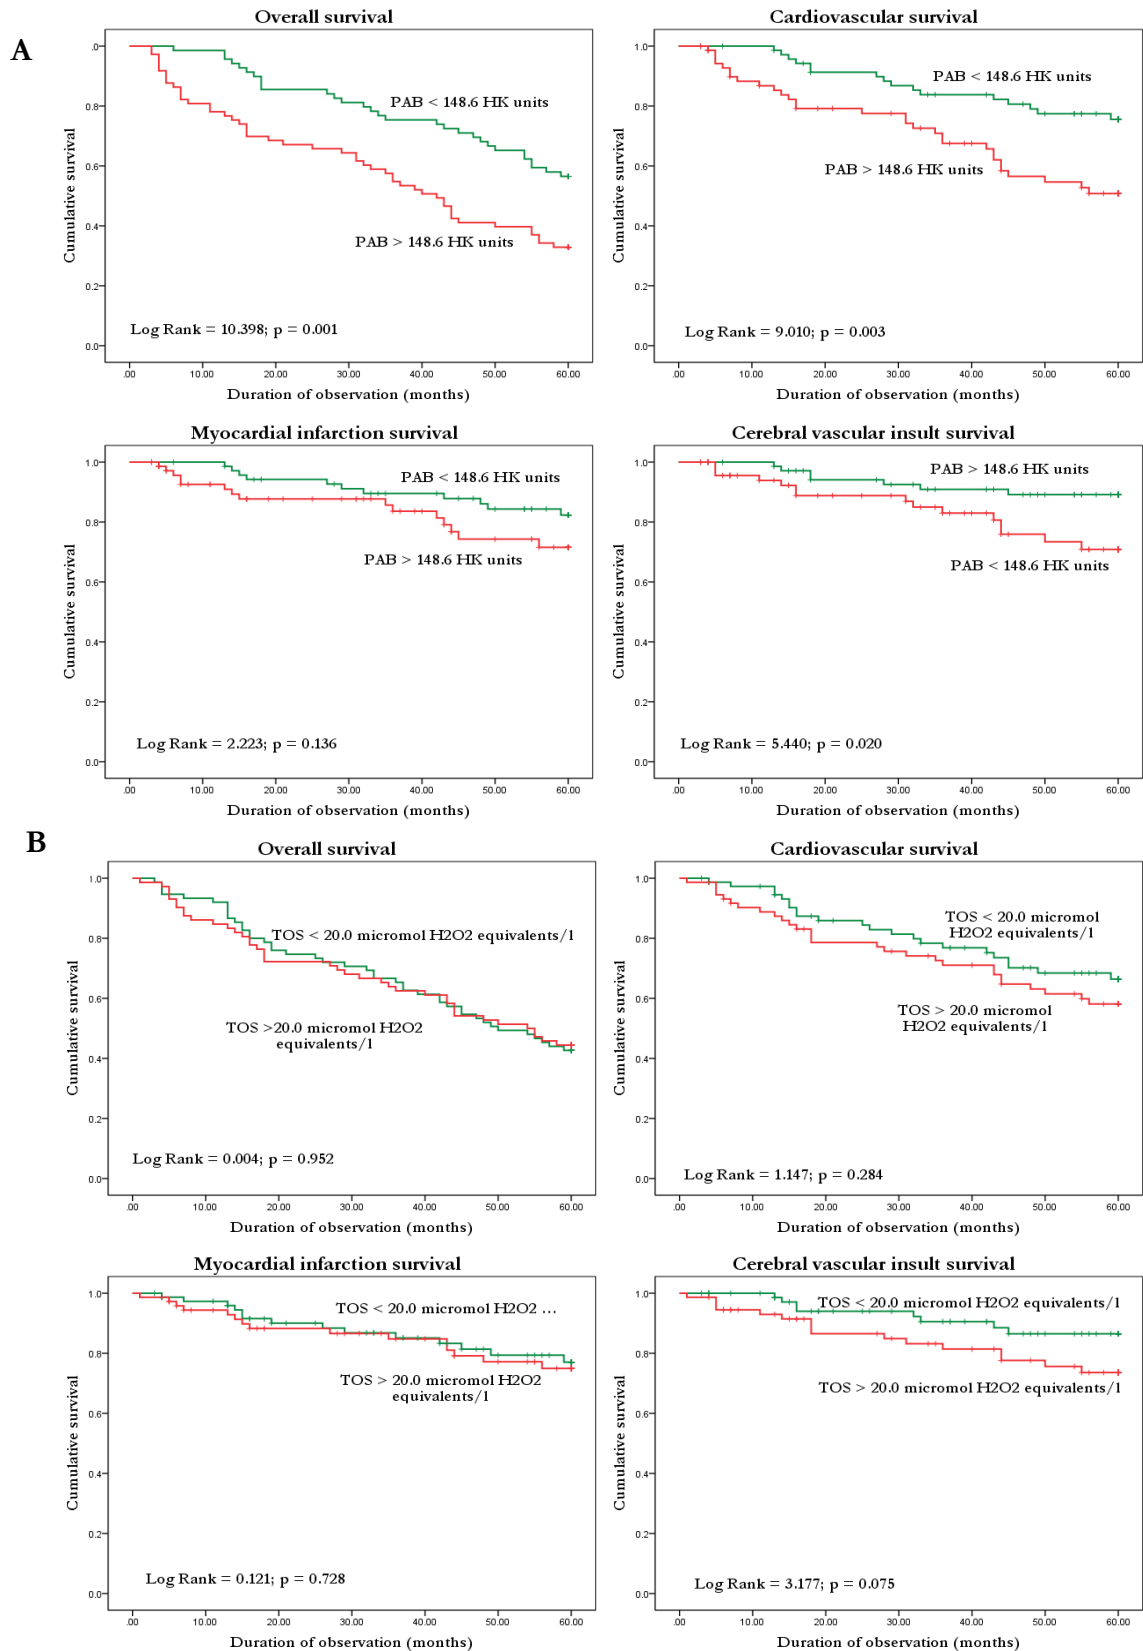 A
Overall survival
Cumulative survival
.0
0.8
0.6
0.4
0.2
0.0
PAB < 148.6 HK units
PAB > 148.6 HK units
Log Rank = 10.398; p = 0.001
.00 10.00 20.00 30.00 40.00 50.00 60.00
Duration of observation (months)
Cardiovascular survival
Cumulative survival
1.0
0.8
0.6
0.4
0.2
0.0
PAB < 148.6 HK units
PAB > 148.6 HK units
Log Rank = 9.010; p = 0.003
.00 10.00 20.00 30.00 40.00 50.00 60.00
Duration of observation (months)
Myocardial infarction survival
Cumulative survival
1.0
0.8
0.6
0.4
0.2
0.0
PAB < 148.6 HK units
PAB > 148.6 HK units
Log Rank = 2.223; p = 0.136
.00 10.00 20.00 30.00 40.00 50.00 60.00
Duration of observation (months)
Cerebral vascular insult survival
Cumulative survival
1.0
0.8
0.6
0.4
0.2
0.0
PAB > 148.6 HK units
PAB < 148.6 HK units
Log Rank = 5.440; p = 0.020
.00 10.00 20.00 30.00 40.00 50.00 60.00
Duration of observation (months)
B
Overall survival
Cumulative survival
1.0
0.8
0.6
0.4
0.2
0.0
TOS < 20.0 micromol H2O2 equivalents/l
TOS >20.0 micromol H2O2
equivalents/l
Log Rank = 0.004; p = 0.952
.00 10.00 20.00 30.00 40.00 50.00 60.00
Duration of observation (months)
Cardiovascular survival
Cumulative survival
1.0
0.8
0.6
0.4
0.2
0.0
TOS < 20.0 micromol
H2O2 equivalents/l
TOS > 20.0 micromol
H2O2 equivalents/l
Log Rank = 1.147; p = 0.284
.00 10.00 20.00 30.00 40.00 50.00 60.00
Duration of observation (months)
Myocardial infarction survival
Cumulative survival
1.0
0.8
0.6
0.4
0.2
0.0
TOS < 20.0 micromol H2O2 ...
TOS > 20.0 micromol H2O2
equivalents/l
Log Rank = 0.121; p = 0.728
.00 10.00 20.00 30.00 40.00 50.00 60.00
Duration of observation (months)
Cerebral vascular insult survival
Cumulative survival
1.0
0.8
0.6
0.4
0.2
0.0
TOS < 20.0 micromol H2O2 equivalents/l
TOS > 20.0 micromol H2O2 equivalents/l
Log Rank = 3.177; p = 0.075
.00 10.00 20.00 30.00 40.00 50.00 60.00
Duration of observation (months)